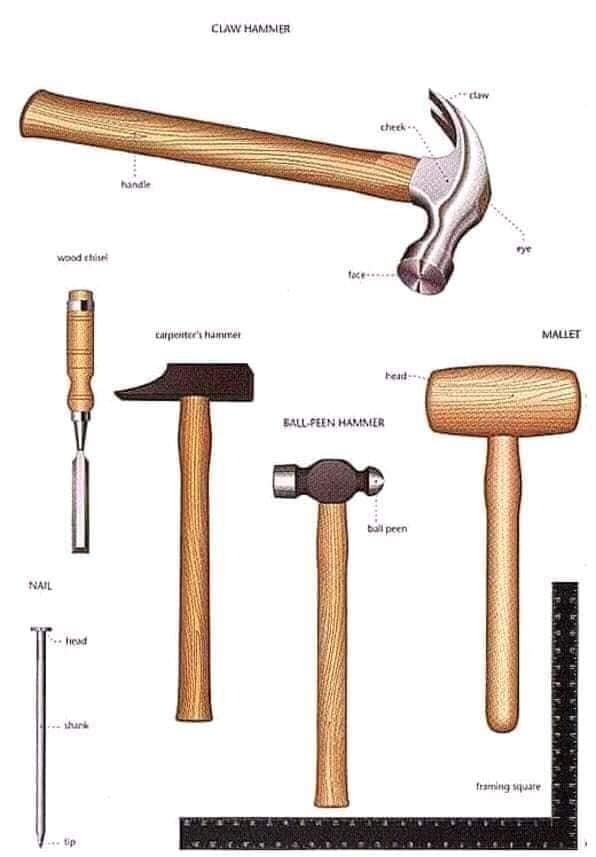 CLAW HAMMER
claw
cheek
handle
eye
face
wood chisel
carpenter's hammer
MALLET
head
BALL-PEEN HAMMER
ball peen
NAIL
head
shank
framing square
tip